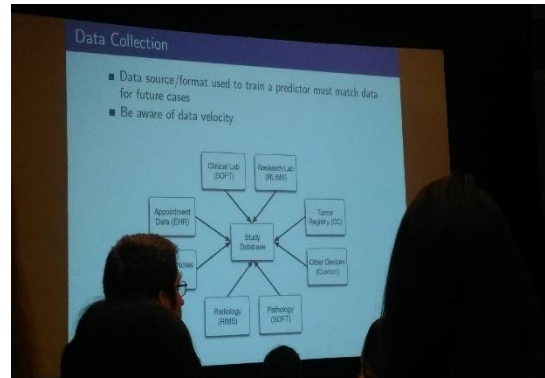 Data Collection
Data source/format used to train a predictor must match data
for future cases
Be aware of data velocity
Clinical Lab
(SOFT)
Research Lab
(RLIMS)
Appointment
Data (EHR)
Tumor
Registry (OC)
Study
Database
Notes
Other Devices
(Custom)
Radiology
(RIMS)
Pathology
(SOFT)